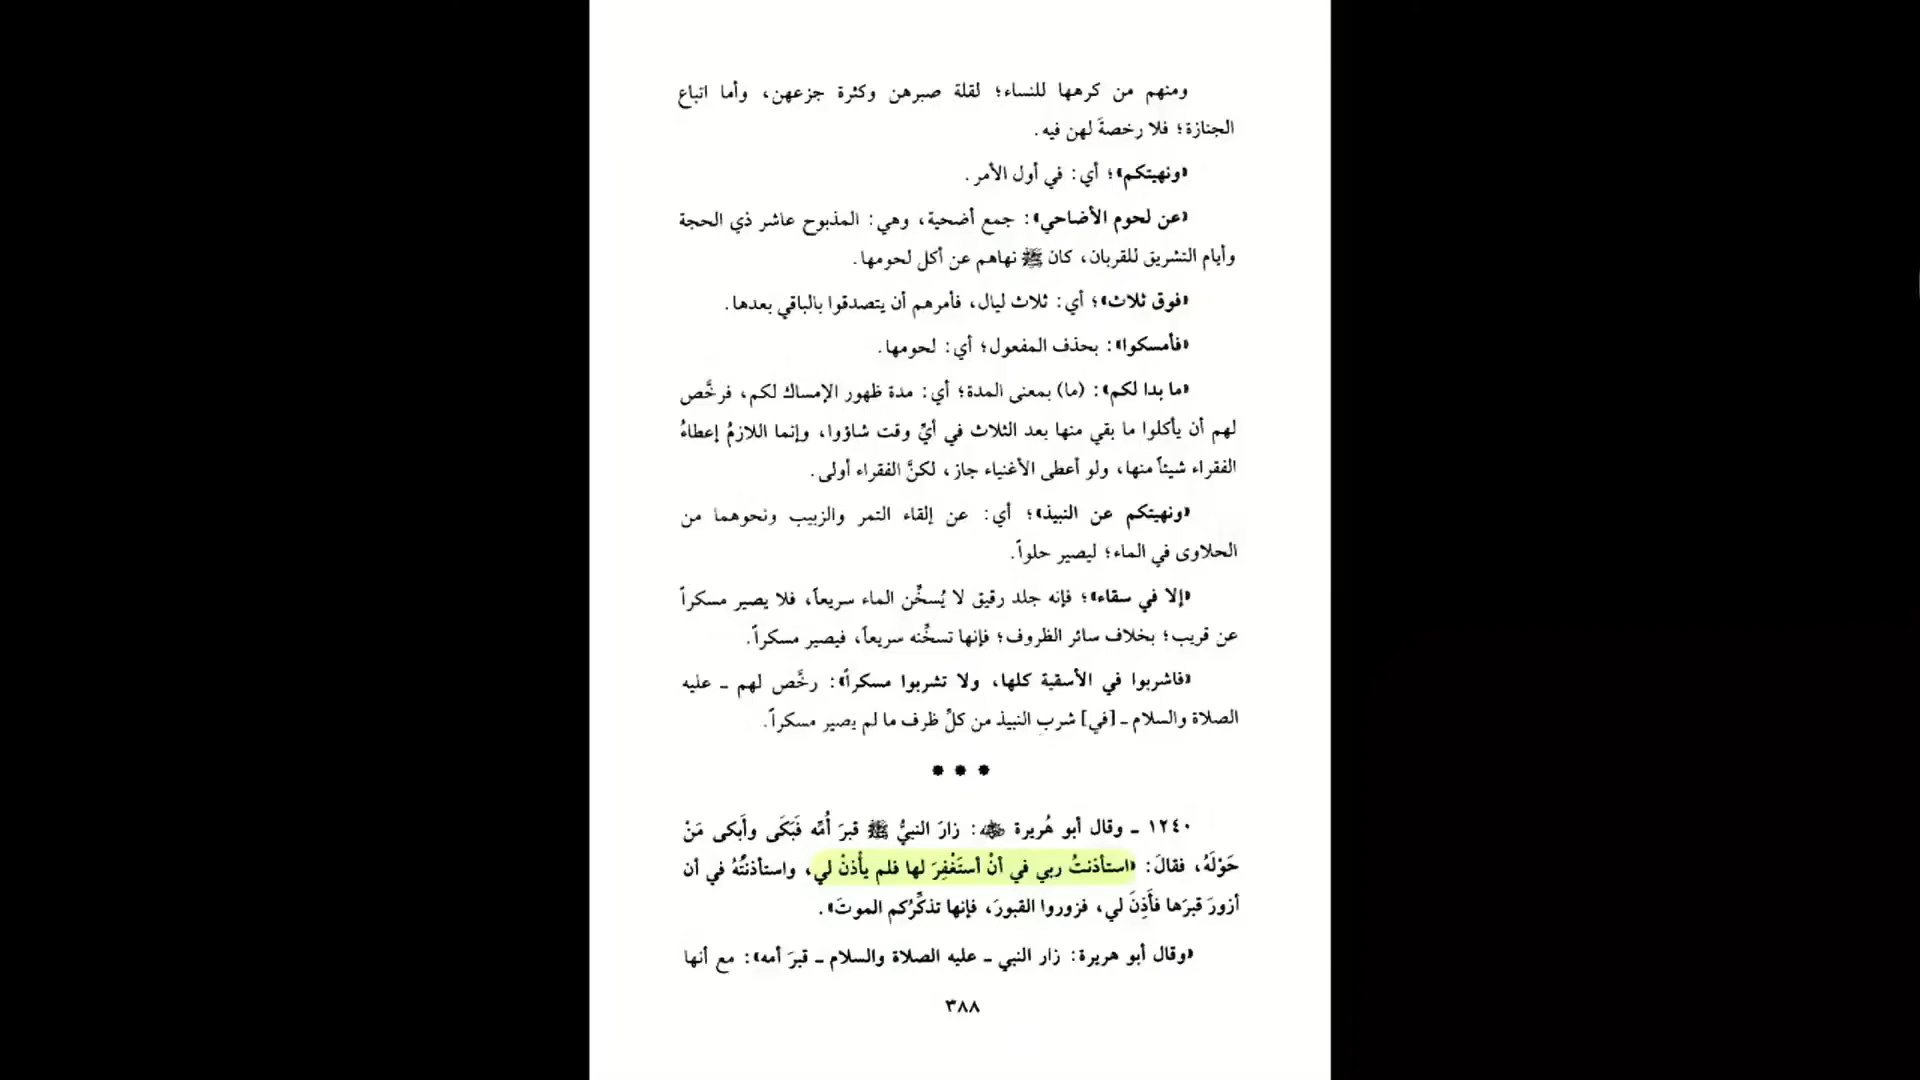 ومنهم من كرهها للنساء؛ لقلة صبرهن وكثرة جزعهن، وأما اتباع
الجنازة؛ فلا رخصةَ لهن فيه.
«ونهيتكم»؛ أي: في أول الأمر.
«عن لحوم الأضاحي»: جمع أضحية، وهي: المذبوح عاشر ذي الحجة
وأيام التشريق للقربان، كان ﷺ نهاهم عن أكل لحومها.
«فوق ثلاث»؛ أي: ثلاث ليال، فأمرهم أن يتصدقوا بالباقي بعدها.
«فأمسكوا»: بحذف المفعول؛ أي: لحومها.
«ما بدا لكم»: (ما) بمعنى المدة؛ أي: مدة ظهور الإمساك لكم، فرخَّص
لهم أن يأكلوا ما بقي منها بعد الثلاث في أيِّ وقت شاؤوا، وإنما اللازمُ إعطاءُ
الفقراء شيئاً منها، ولو أعطى الأغنياء جاز، لكنَّ الفقراء أولى.
«ونهيتكم عن النبيذ»؛ أي: عن إلقاء التمر والزبيب ونحوهما من
الحلاوى في الماء؛ ليصير حلواً.
«إلا في سقاء»؛ فإنه جلد رقيق لا يُسخِّن الماء سريعاً، فلا يصير مسكراً
عن قريب؛ بخلاف سائر الظروف؛ فإنها تسخِّنه سريعاً، فيصير مسكراً.
«فاشربوا في الأسقية كلها، ولا تشربوا مسكراً»: رخَّص لهم ـ عليه
الصلاة والسلام ـ [في] شربِ النبيذ من كلِّ ظرف ما لم يصير مسكراً.
١٢٤٠ ـ وقال أبو هُريرة ﵁: زارَ النبيُّ ﷺ قبرَ أُمِّه فَبَكَى وأَبكى مَنْ
حَوْلَهُ، فقالَ: «استأذنتُ ربي في أنْ أستَغْفِرَ لها فلم يأْذنْ لي، واستأذنتُهُ في أن
أزورَ قبرَها فأَذِنَ لي، فزوروا القبورَ، فإنها تذكِّرُكم الموتَ».
«وقال أبو هريرة: زار النبي ـ عليه الصلاة والسلام ـ قبرَ أمه»: مع أنها
٣٨٨